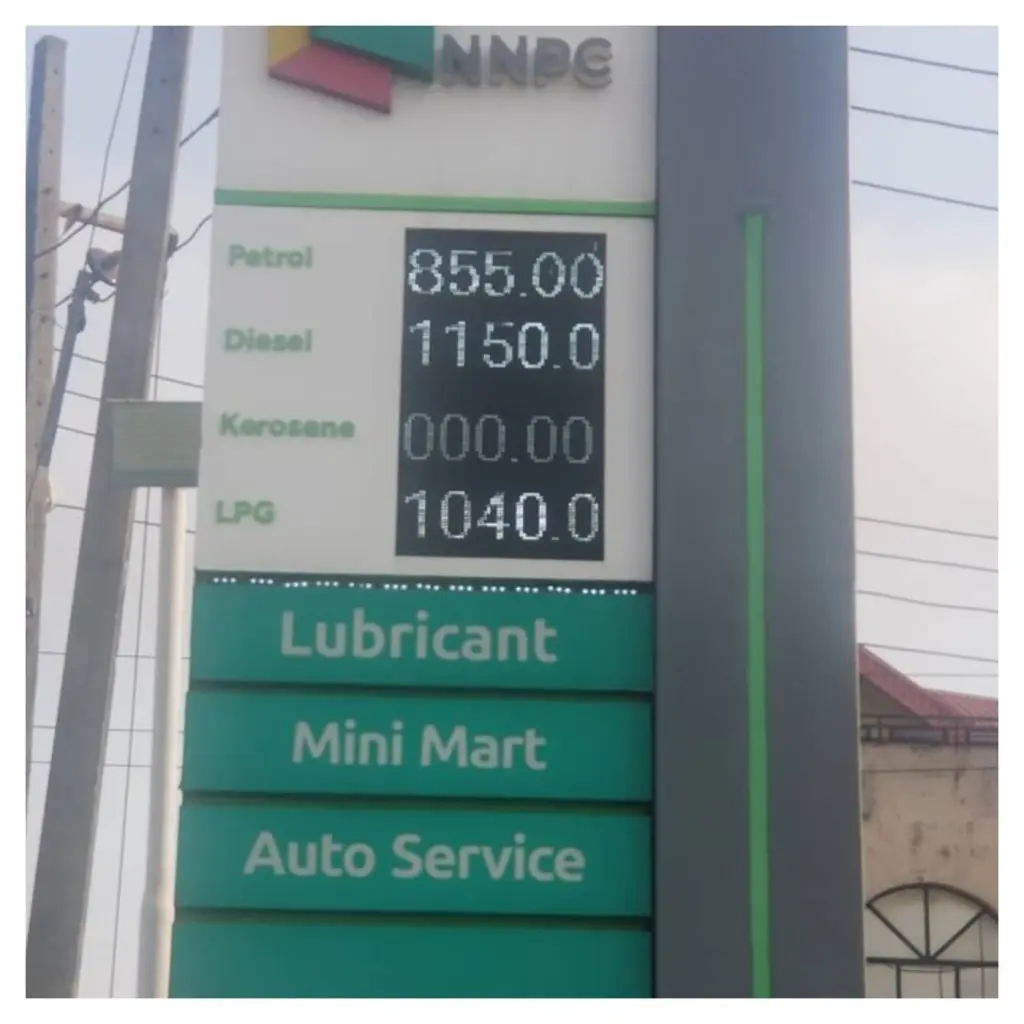 NNPC
Petrol 855.00
Diesel 1150.0
Kerosene 000.00
LPG 1040.0
Lubricant
Mini Mart
Auto Service